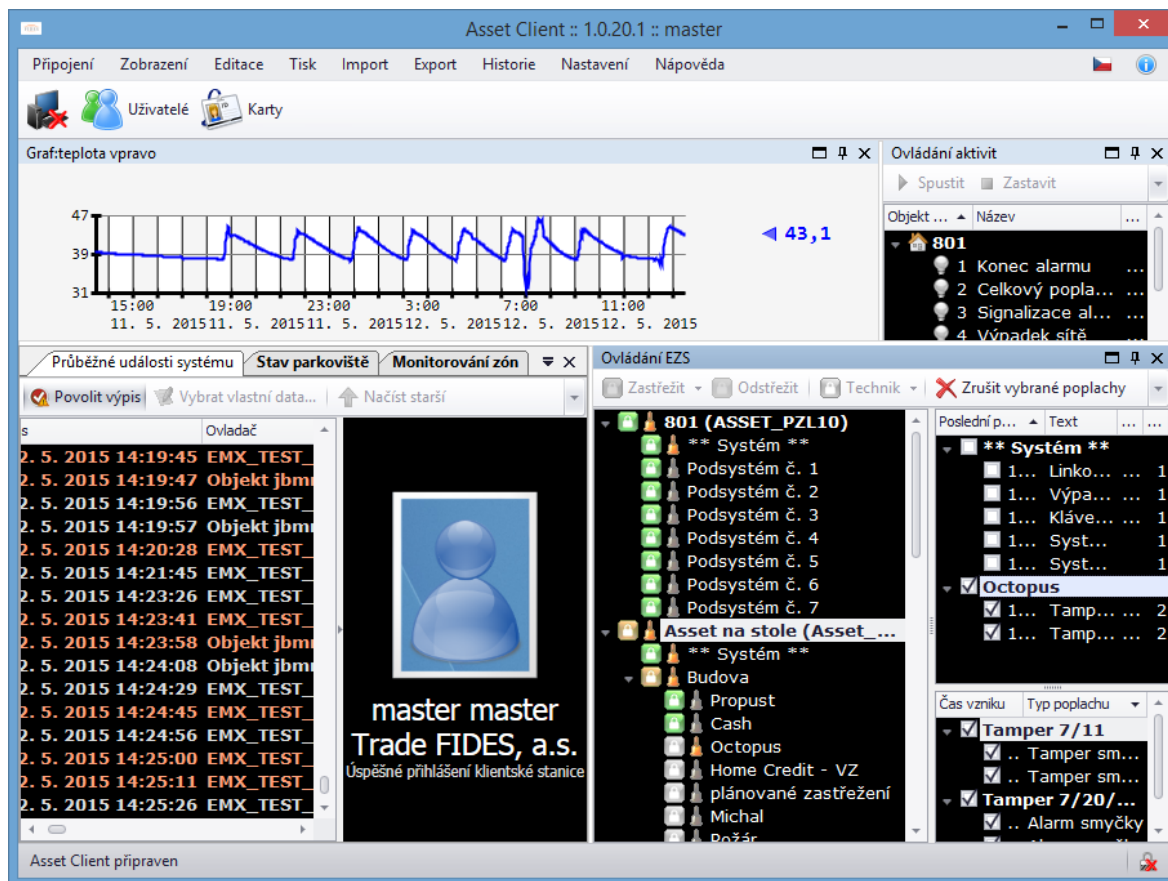 Asset Client :: 1.0.20.1 :: master
Připojení Zobrazení Editace Tisk Import Export Historie Nastavení Nápověda
Uživatelé Karty
Graf:teplota vpravo
47
39
31
15:00 19:00 23:00 3:00 7:00 11:00
11. 5. 2015 11. 5. 2015 11. 5. 2015 12. 5. 2015 12. 5. 2015 12. 5. 2015
43,1
Ovládání aktivit
Spustit Zastavit
Objekt ... Název ...
801
1 Konec alarmu ...
2 Celkový popla... ...
3 Signalizace al... ...
4 Výpadek sítě
Průběžné události systému Stav parkoviště Monitorování zón
Povolit výpis Vybrat vlastní data... Načíst starší
s Ovladač
2. 5. 2015 14:19:45 EMX_TEST_
2. 5. 2015 14:19:47 Objekt jbmr
2. 5. 2015 14:19:56 EMX_TEST_
2. 5. 2015 14:19:57 Objekt jbmr
2. 5. 2015 14:20:28 EMX_TEST_
2. 5. 2015 14:21:45 EMX_TEST_
2. 5. 2015 14:23:26 EMX_TEST_
2. 5. 2015 14:23:41 EMX_TEST_
2. 5. 2015 14:23:58 Objekt jbmr
2. 5. 2015 14:24:08 Objekt jbmr
2. 5. 2015 14:24:29 EMX_TEST_
2. 5. 2015 14:24:45 EMX_TEST_
2. 5. 2015 14:24:56 EMX_TEST_
2. 5. 2015 14:25:00 EMX_TEST_
2. 5. 2015 14:25:11 EMX_TEST_
2. 5. 2015 14:25:26 EMX_TEST_
master master
Trade FIDES, a.s.
Úspěšné přihlášení klientské stanice
Ovládání EZS
Zastřežit Odstřežit Technik Zrušit vybrané poplachy
801 (ASSET_PZL10)
** Systém **
Podsystém č. 1
Podsystém č. 2
Podsystém č. 3
Podsystém č. 4
Podsystém č. 5
Podsystém č. 6
Podsystém č. 7
Asset na stole (Asset_...
** Systém **
Budova
Propust
Cash
Octopus
Home Credit - VZ
plánované zastřežení
Michal
Požár
Poslední p... Text ... ...
** Systém **
1... Linko... ... 1
1... Výpa... ... 1
1... Kláve... ... 1
1... Syst... 1
1... Syst... 1
Octopus
1... Tamp... ... 2
1... Tamp... ... 2
Čas vzniku Typ poplachu
Tamper 7/11
.. Tamper sm...
.. Tamper sm...
Tamper 7/20/...
.. Alarm smyčky
Asset Client připraven